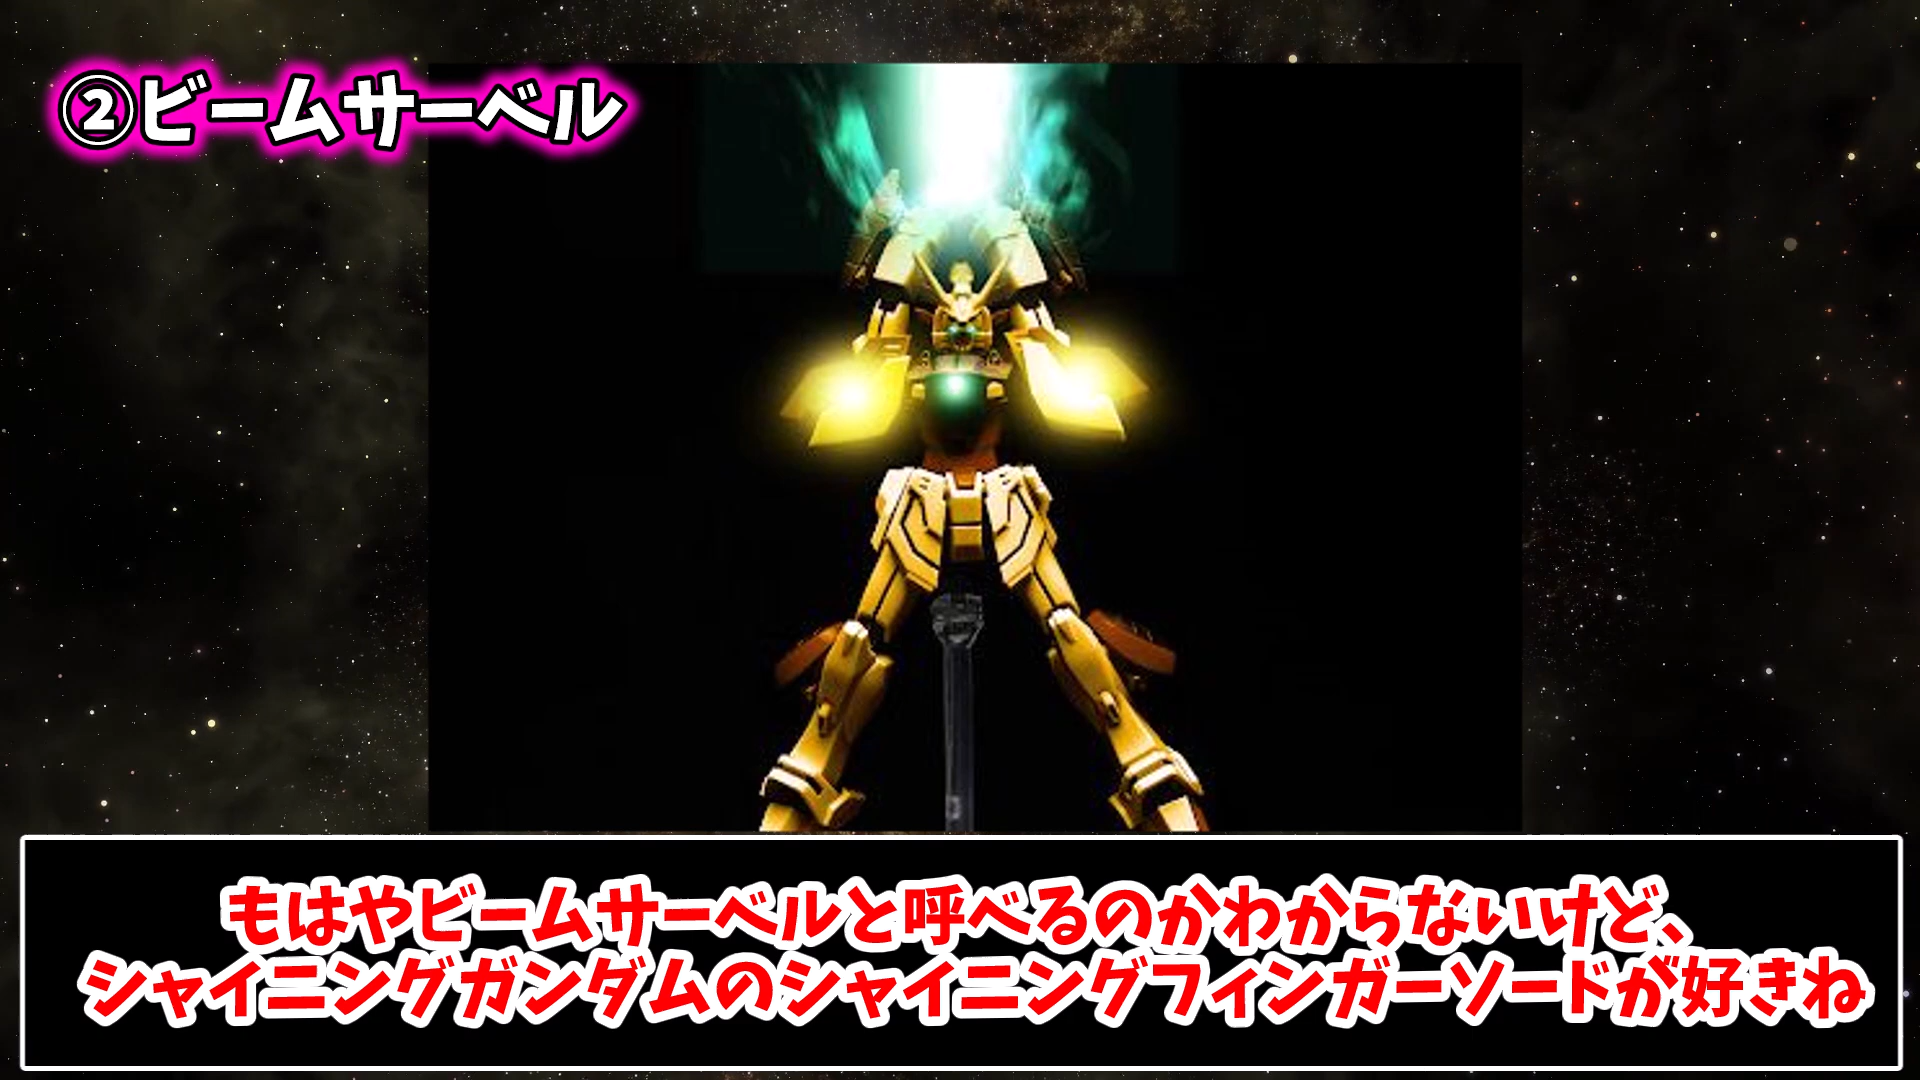 ②ビームサーベル
もはやビームサーベルと呼べるのかわからないけど、
シャイニングガンダムのシャイニングフィンガーソードが好きね